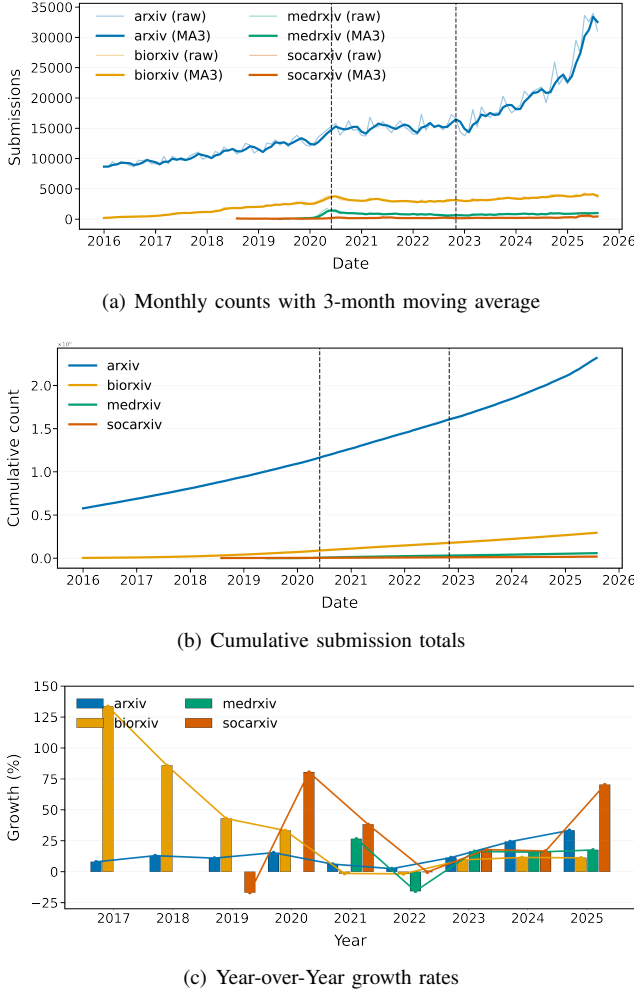 35000
30000
25000
20000
15000
10000
5000
0
Submissions
arxiv (raw)
arxiv (MA3)
biorxiv (raw)
biorxiv (MA3)
medrxiv (raw)
medrxiv (MA3)
socarxiv (raw)
socarxiv (MA3)
2016 2017 2018 2019 2020 2021 2022 2023 2024 2025 2026
Date
(a) Monthly counts with 3-month moving average
2.0
1.5
1.0
0.5
0.0
Cumulative count
arxiv
biorxiv
medrxiv
socarxiv
2016 2017 2018 2019 2020 2021 2022 2023 2024 2025 2026
Date
(b) Cumulative submission totals
150
125
100
75
50
25
0
−25
Growth (%)
arxiv
biorxiv
medrxiv
socarxiv
2017 2018 2019 2020 2021 2022 2023 2024 2025
Year
(c) Year-over-Year growth rates